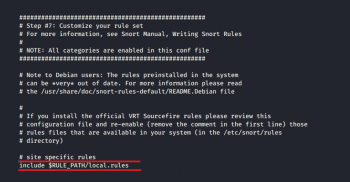 ###################################################
# Step #7: Customize your rule set
# For more information, see Snort Manual, Writing Snort Rules
#
# NOTE: All categories are enabled in this conf file
###################################################
# Note to Debian users: The rules preinstalled in the system
# can be *very* out of date. For more information please read
# the /usr/share/doc/snort-rules-default/README.Debian file
#
# If you install the official VRT Sourcefire rules please review this
# configuration file and re-enable (remove the comment in the first line) those
# rules files that are available in your system (in the /etc/snort/rules
# directory)
# site specific rules
include $RULE_PATH/local.rules